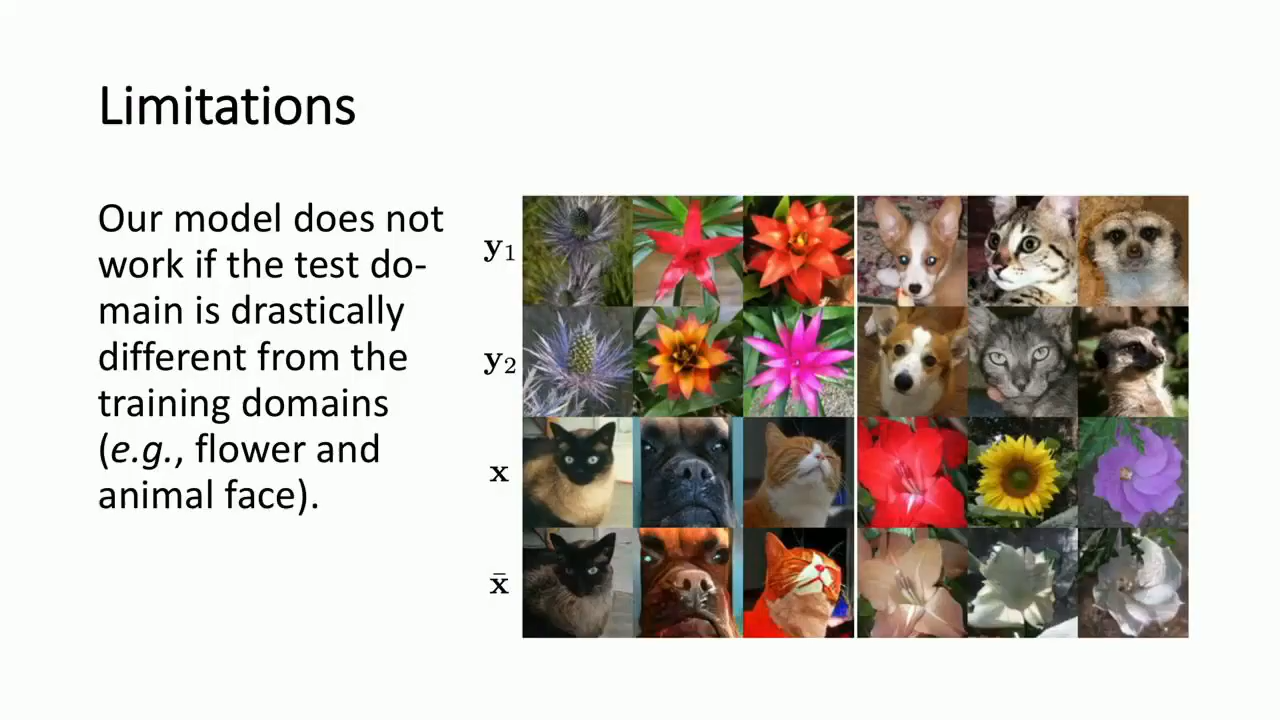 Limitations
Our model does not
work if the test do-
main is drastically
different from the
training domains
(e.g., flower and
animal face).
y₁
y₂
x
x̄